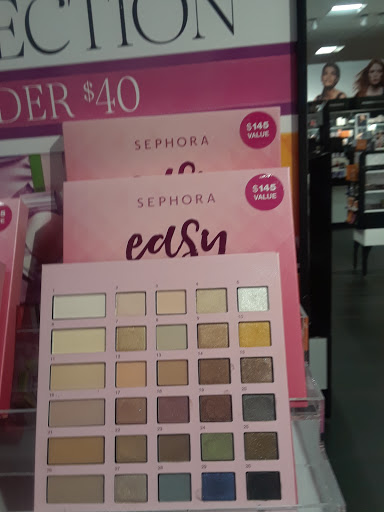 ECTION
DER $40
$145
VALUE
SEPHORA
$145
VALUE
SEPHORA
easy